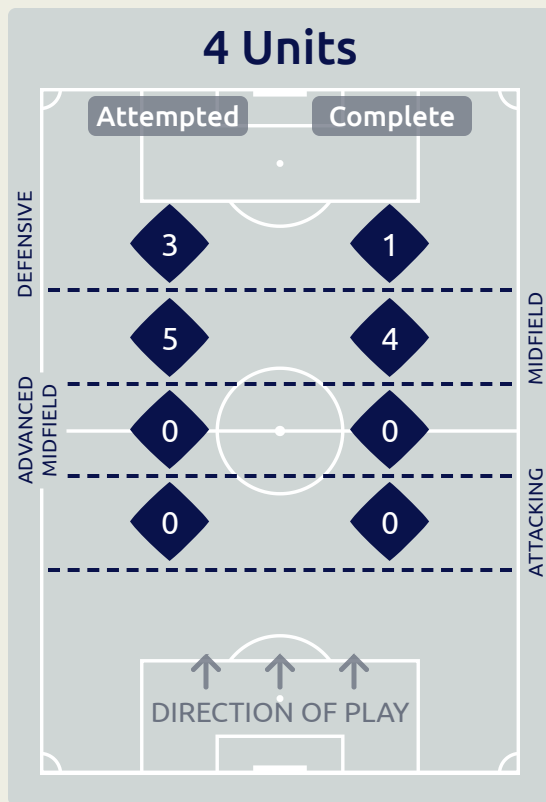 4 Units
Attempted
Complete
DEFENSIVE
3
1
MIDFIELD
5
4
ADVANCED
MIDFIELD
0
0
ATTACKING
0
0
DIRECTION OF PLAY